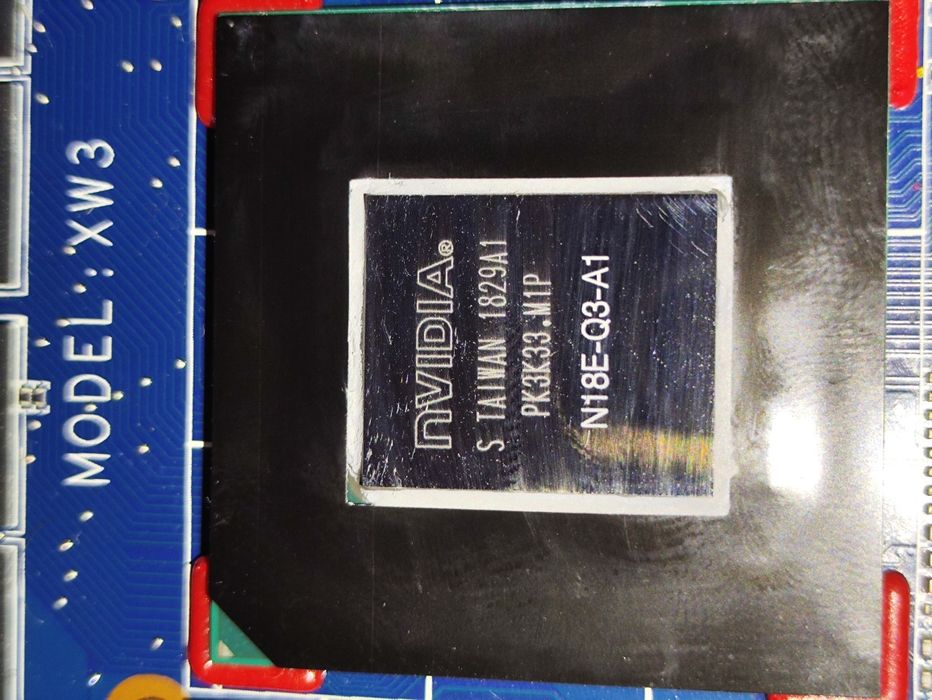 MODEL:XW3
nVIDIA®
S TAIWAN 1829A1
PK3K33.M1P
N18E-Q3-A1